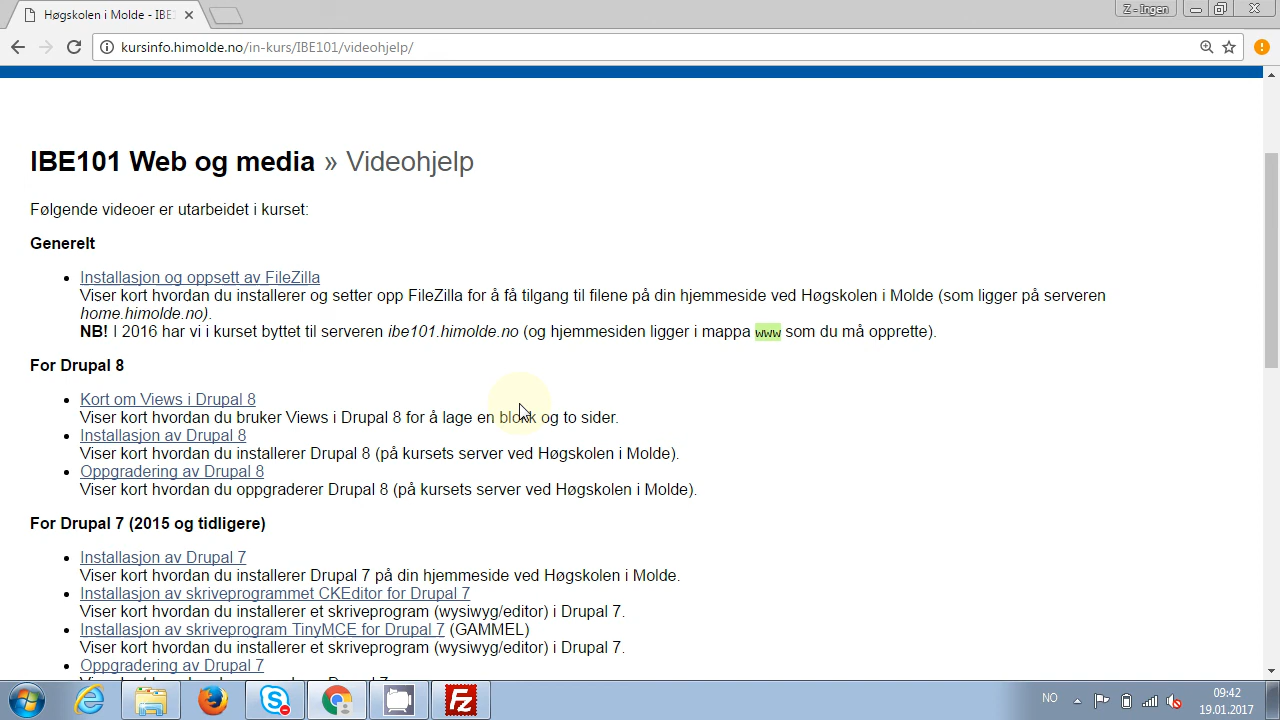 Høgskolen i Molde - IBE
Z - Ingen
kursinfo.himolde.no/in-kurs/IBE101/videohjelp/
IBE101 Web og media » Videohjelp
Følgende videoer er utarbeidet i kurset:
Generelt
Installasjon og oppsett av FileZilla
Viser kort hvordan du installerer og setter opp FileZilla for å få tilgang til filene på din hjemmeside ved Høgskolen i Molde (som ligger på serveren
home.himolde.no).
NB! I 2016 har vi i kurset byttet til serveren ibe101.himolde.no (og hjemmesiden ligger i mappa www som du må opprette).
For Drupal 8
Kort om Views i Drupal 8
Viser kort hvordan du bruker Views i Drupal 8 for å lage en blokk og to sider.
Installasjon av Drupal 8
Viser kort hvordan du installerer Drupal 8 (på kursets server ved Høgskolen i Molde).
Oppgradering av Drupal 8
Viser kort hvordan du oppgraderer Drupal 8 (på kursets server ved Høgskolen i Molde).
For Drupal 7 (2015 og tidligere)
Installasjon av Drupal 7
Viser kort hvordan du installerer Drupal 7 på din hjemmeside ved Høgskolen i Molde.
Installasjon av skriveprogrammet CKEditor for Drupal 7
Viser kort hvordan du installerer et skriveprogram (wysiwyg/editor) i Drupal 7.
Installasjon av skriveprogram TinyMCE for Drupal 7 (GAMMEL)
Viser kort hvordan du installerer et skriveprogram (wysiwyg/editor) i Drupal 7.
Oppgradering av Drupal 7
NO
09:42
19.01.2017